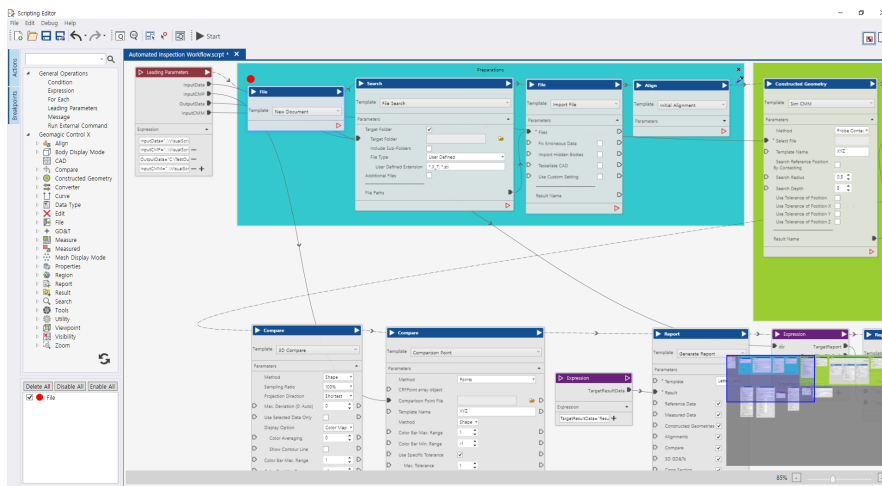 Scripting Editor
File Edit Debug Help
Start
Actions
Breakpoints
General Operations
Condition
Expression
For Each
Leading Parameters
Message
Run External Command
Geomagic Control X
Align
Body Display Mode
CAD
Compare
Constructed Geometry
Converter
Curve
Data Type
Edit
File
GD&T
Measure
Measured
Mesh Display Mode
Properties
Region
Report
Result
Search
Tools
Utility
Viewpoint
Visibility
Zoom
Delete All Disable All Enable All
File
Automated Inspection Workflow.scrpt * X
Leading Parameters
InputData
InputCMP
OutputData
InputCMM
Expression
Preparations
File
Template New Document
Search
Template File Search
Parameters
Target Folder
Target Folder
Include Sub-Folders
File Type User Defined
User Defined Extension
Additional Files
File Paths
File
Template Import File
Parameters
* Files
Fix Erroneous Data
Import Hidden Bodies
Tessellate CAD
Use Custom Setting
Result Name
Align
Template Initial Alignment
Parameters
Constructed Geometry
Template Sim CMM
Parameters
Method
* Select File
Template Name XYZ
Search Reference Position
By Connecting
Search Radius 0.5
Search Depth
Use Tolerance of Position
Use Tolerance of Position X
Use Tolerance of Position Y
Use Tolerance of Position Z
Result Name
Compare
Template 3D Compare
Parameters
Method Shape
Sampling Ratio 100%
Projection Direction Shortest
Max. Deviation (0: Auto) 0
Use Selected Data Only
Display Option Color Map
Color Averaging 0
Show Contour Line
Color Bar Max. Range 1
Compare
Template Comparison Point
Parameters
Method Points
CMPoint array object
Comparison Point File
Template Name XYZ
Method Shape
Color Bar Max. Range 1
Color Bar Min. Range -1
Use Specific Tolerance
Max. Tolerance 1
Expression
TargetResultData
Expression
Report
Template Generate Report
Parameters
* Template
* Result
Reference Data
Measured Data
Constructed Geometries
Alignments
Compare
3D GD&T
Expression
dir TargetReport
85%